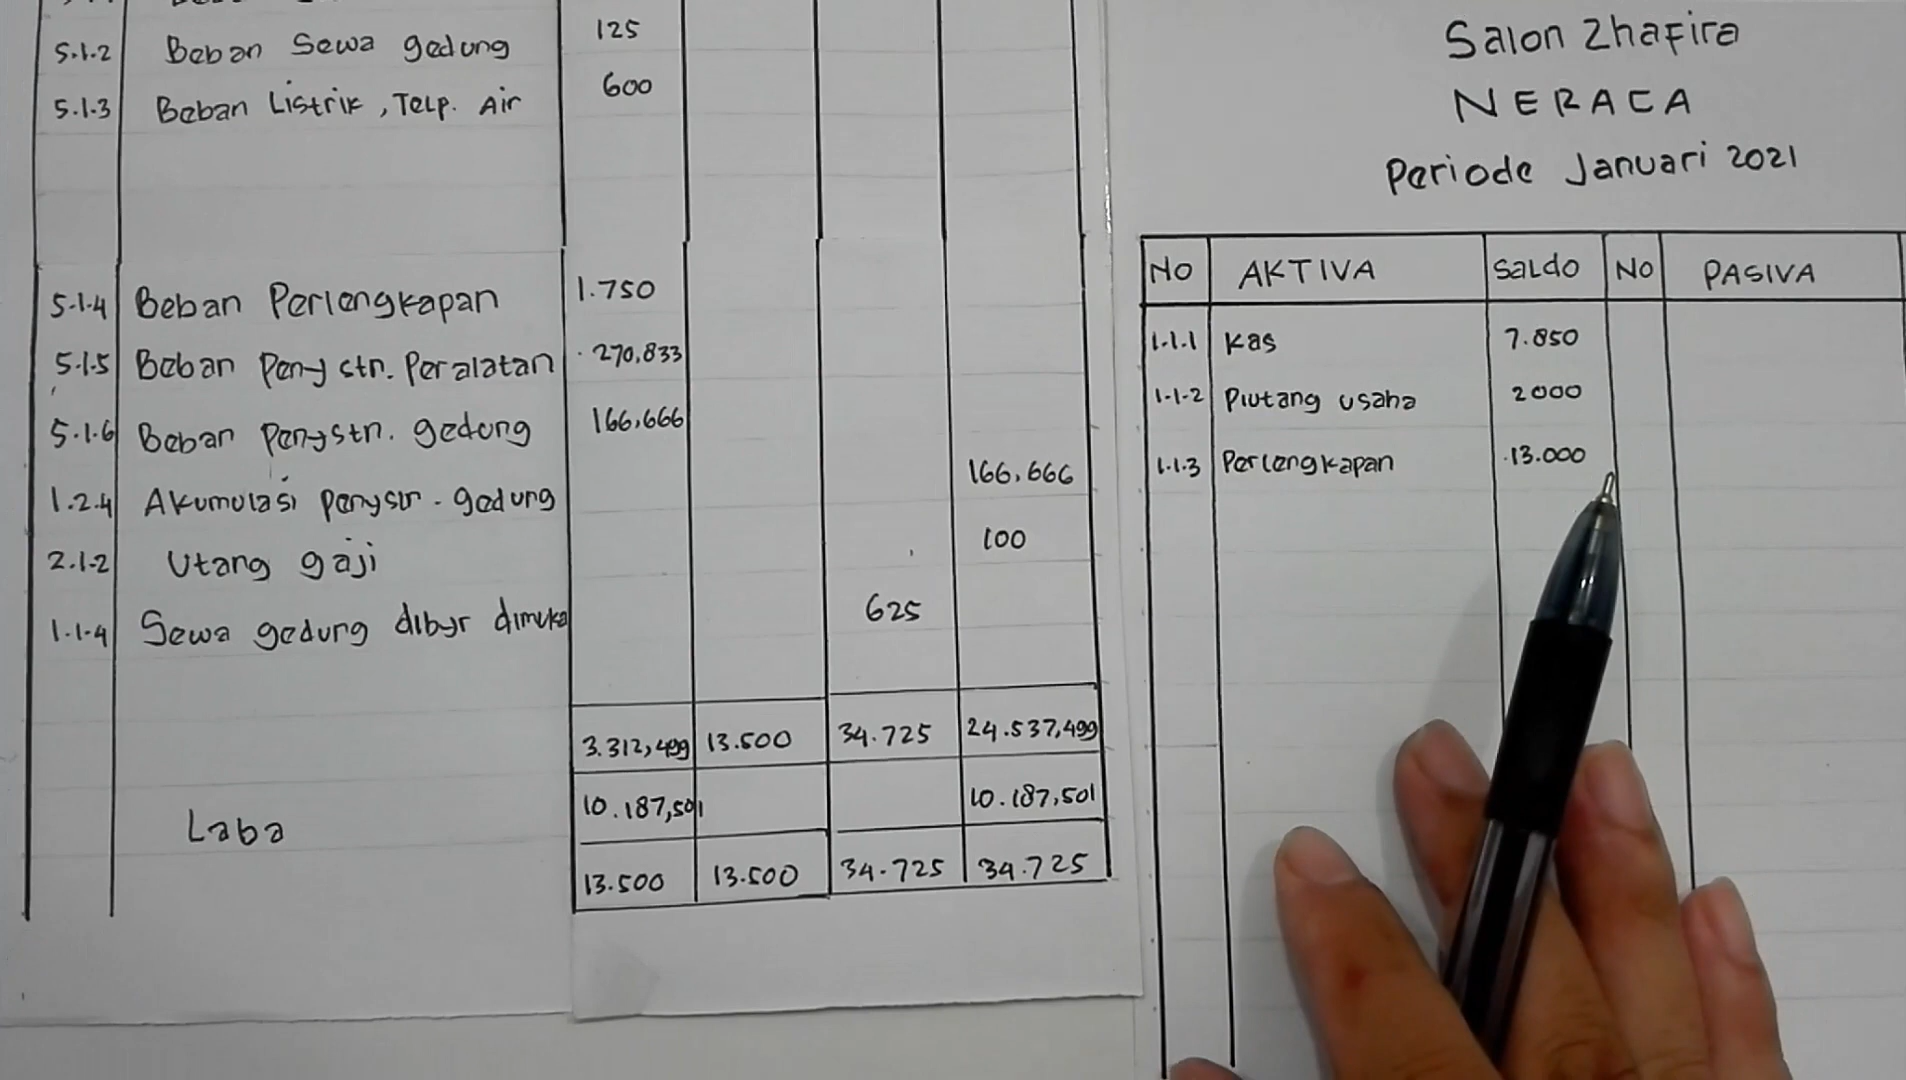 5.1.2 Beban Sewa gedung 125
5.1.3 Beban Listrik, Telp. Air 600
5.1.4 Beban Perlengkapan 1.750
5.1.5 Beban Peny stn. Peralatan 270,833
5.1.6 Beban Penystn. gedung 166,666
1.2.4 Akumulasi Penystn. gedung 166,666
2.1.2 Utang gaji 100
1.1.4 Sewa gedung dibyr dimuka 625
3.312,499 13.500 34.725 24.537,499
Laba 10.187,501 10.187,501
13.500 13.500 34.725 34.725
Salon Zhafira
NERACA
Periode Januari 2021
NO AKTIVA Saldo NO PASIVA
1.1.1 Kas 7.850
1.1.2 Piutang usaha 2000
1.1.3 Perlengkapan 13.000